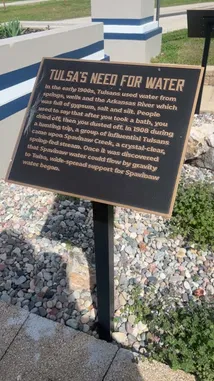 TULSA'S NEED FOR WATER
In the early 1900s, Tulsans used water from
springs, wells and the Arkansas River which
was full of gypsum, salt and silt. People
used to say that after you took a bath, you
dried off, then you dusted off. In 1908 during
a hunting trip, a group of influential Tulsans
came upon Spavinaw Creek, a crystal-clear,
spring-fed stream. Once it was discovered
that Spavinaw water could flow by gravity
to Tulsa, wide-spread support for Spavinaw
water began.